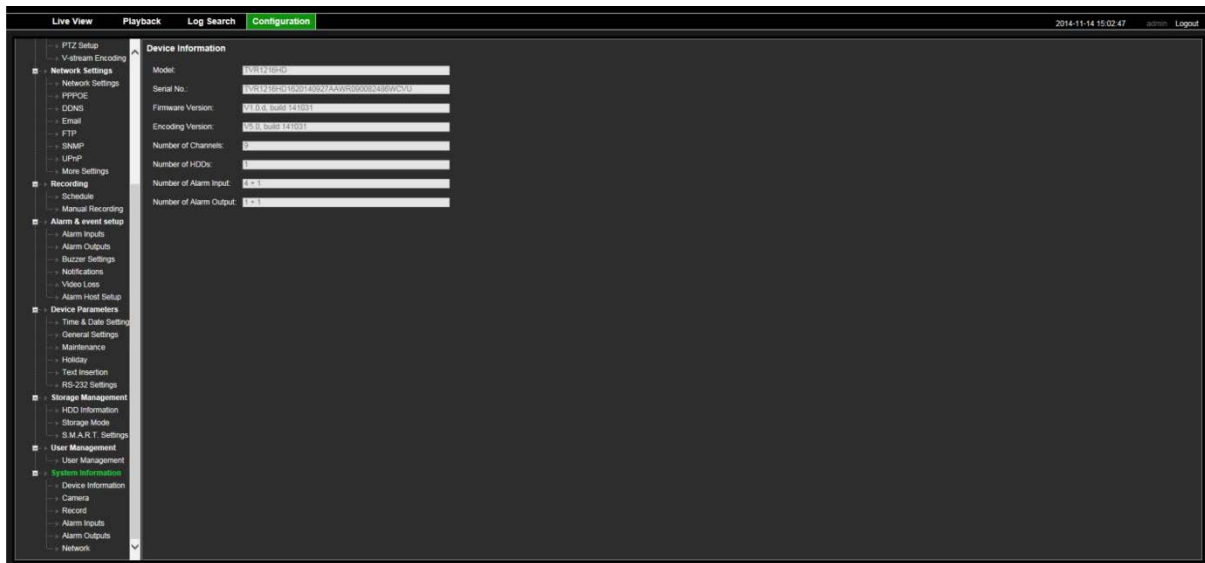 Live View Playback Log Search Configuration 2014-11-14 15:02:47 admin Logout
PTZ Setup
V-stream Encoding
Network Settings
Network Settings
PPPOE
DDNS
Email
FTP
SNMP
UPnP
More Settings
Recording
Schedule
Manual Recording
Alarm & event setup
Alarm Inputs
Alarm Outputs
Buzzer Settings
Notifications
Video Loss
Alarm Host Setup
Device Parameters
Time & Date Setting
General Settings
Maintenance
Holiday
Text Insertion
RS-232 Settings
Storage Management
HDD Information
Storage Mode
S.M.A.R.T. Settings
User Management
User Management
System Information
Device Information
Camera
Record
Alarm Inputs
Alarm Outputs
Network
Device Information
Model: TVR1216HD
Serial No.: TVR1216HD1620140927AAWR090082486WCVU
Firmware Version: V1.0.d, build 141031
Encoding Version: V5.0, build 141031
Number of Channels: 9
Number of HDDs: 1
Number of Alarm Input: 4 + 1
Number of Alarm Output: 1 + 1